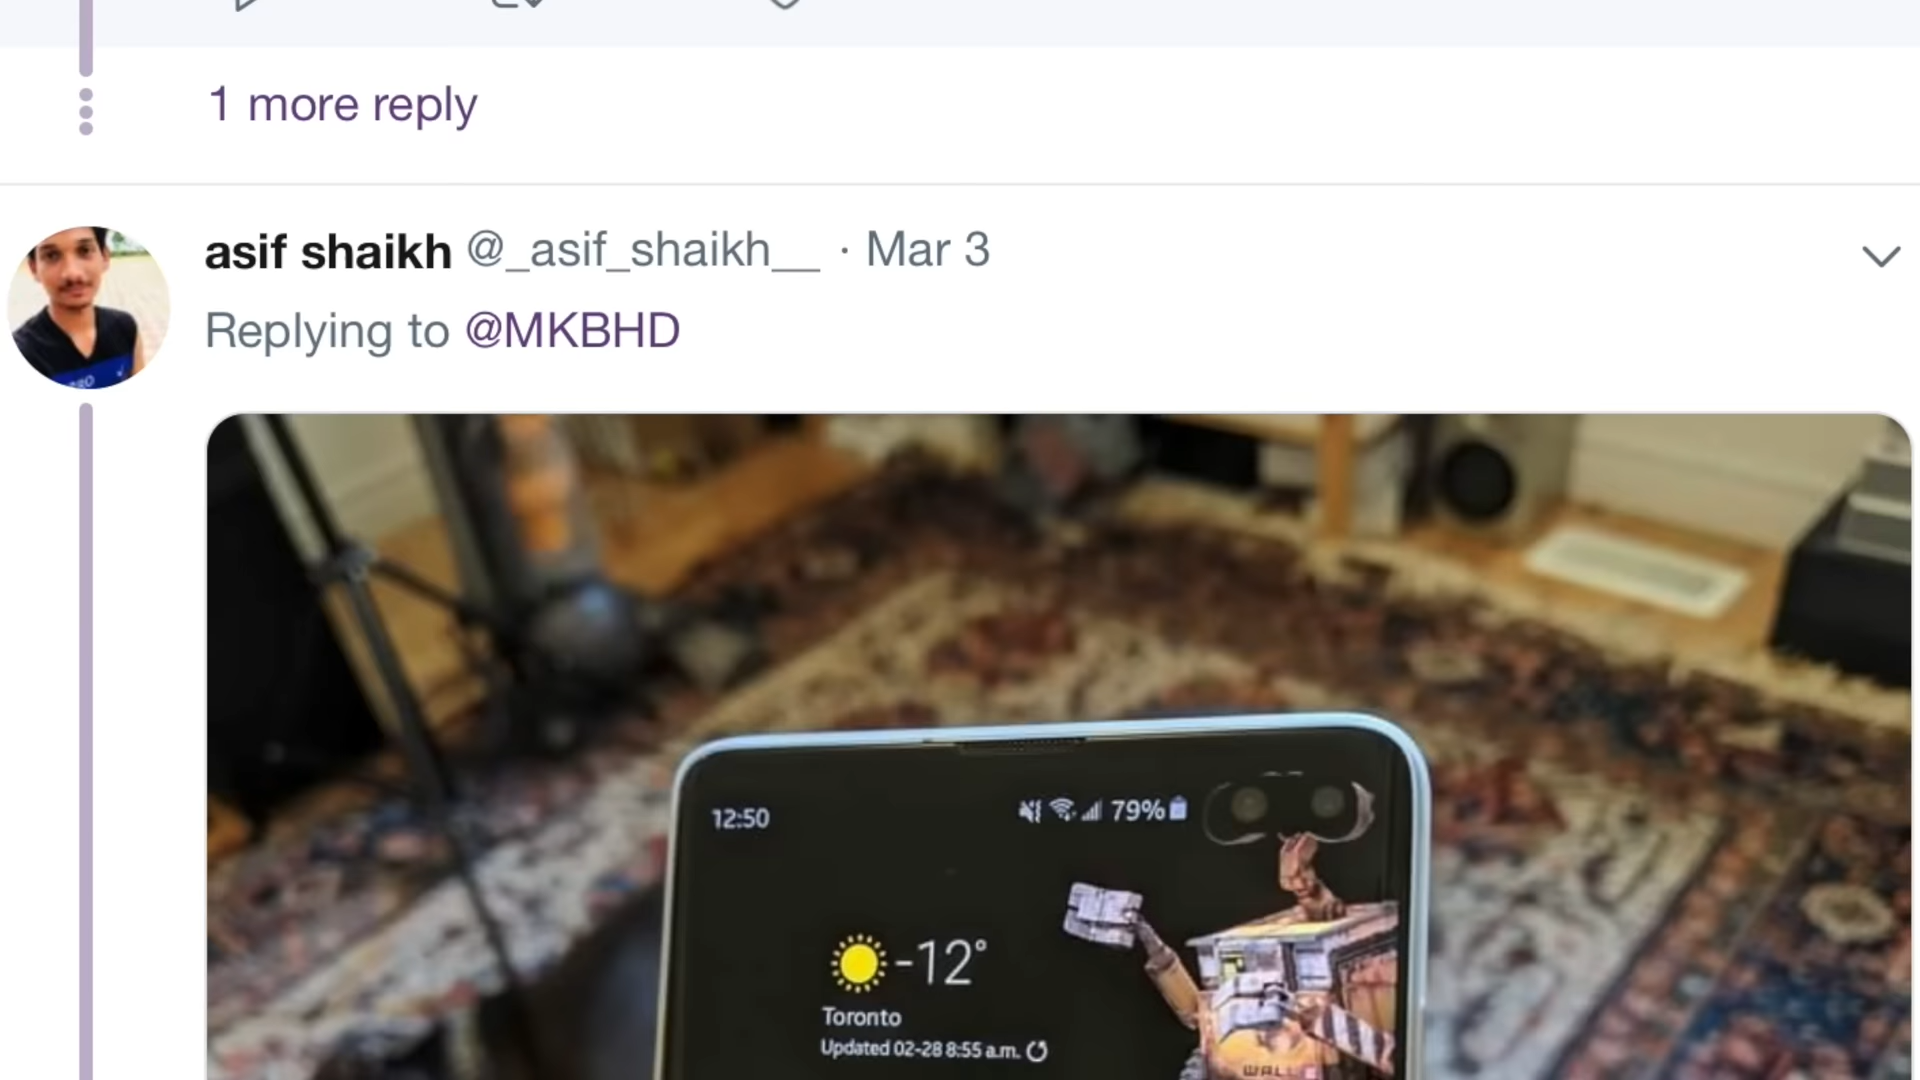 1 more reply
asif shaikh @_asif_shaikh__ · Mar 3
Replying to @MKBHD
12:50
79%
-12°
Toronto
Updated 02-28 8:55 a.m.
WALL